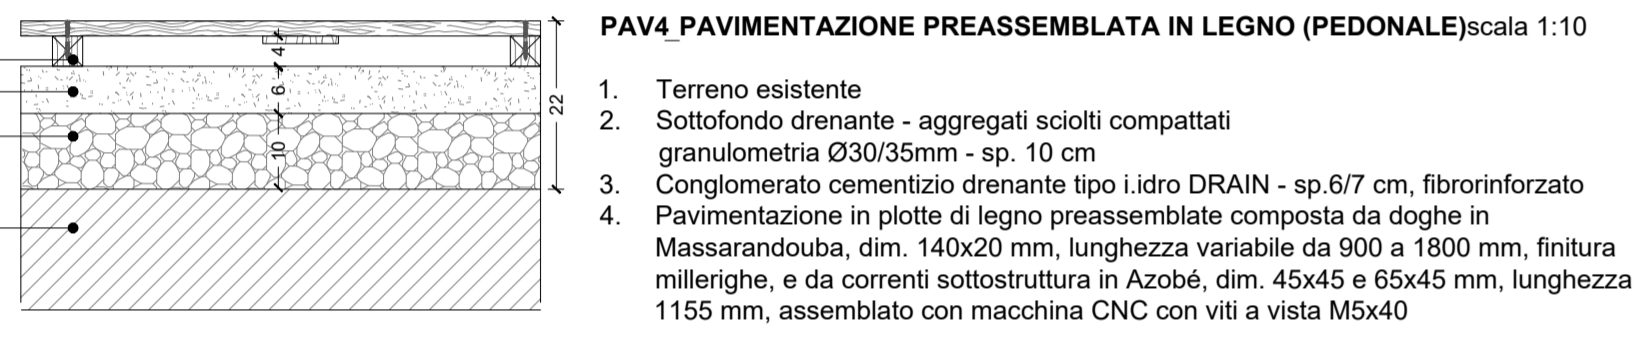 PAV4_PAVIMENTAZIONE PREASSEMBLATA IN LEGNO (PEDONALE)scala 1:10
1. Terreno esistente
2. Sottofondo drenante - aggregati sciolti compattati
granulometria Ø30/35mm - sp. 10 cm
3. Conglomerato cementizio drenante tipo i.idro DRAIN - sp.6/7 cm, fibrorinforzato
4. Pavimentazione in plotte di legno preassemblate composta da doghe in
Massarandouba, dim. 140x20 mm, lunghezza variabile da 900 a 1800 mm, finitura
millerighe, e da correnti sottostruttura in Azobé, dim. 45x45 e 65x45 mm, lunghezza
1155 mm, assemblato con macchina CNC con viti a vista M5x40
4
6
10
22